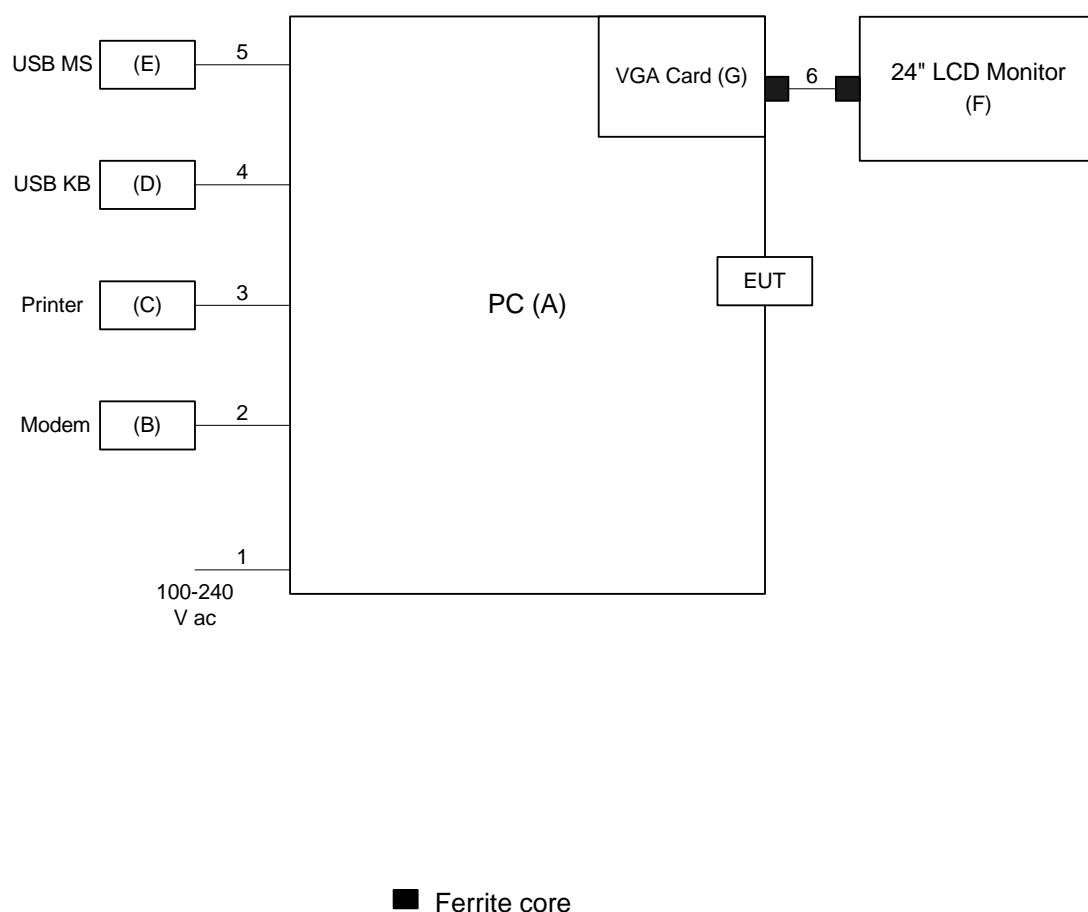 USB MS
(E)
5
VGA Card (G)
6
24" LCD Monitor
(F)
USB KB
(D)
4
EUT
Printer
(C)
3
PC (A)
Modem
(B)
2
1
100-240
V ac
Ferrite core